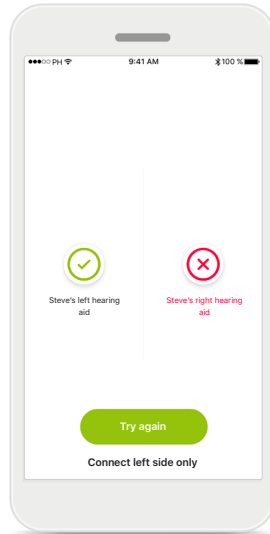 PH 9:41 AM 100 %
Steve's left hearing
aid
Steve's right hearing
aid
Try again
Connect left side only